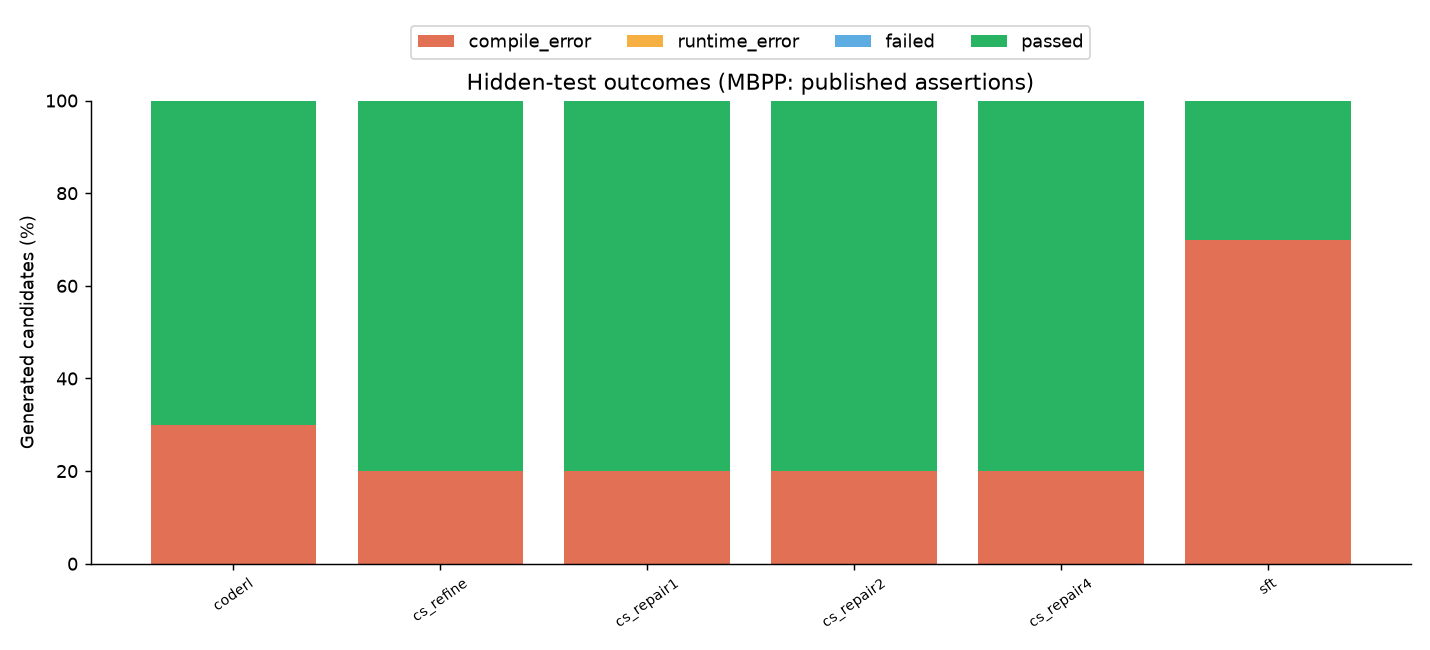 compile_error runtime_error failed passed
Hidden-test outcomes (MBPP: published assertions)
Generated candidates (%)
100
80
60
40
20
0
coderl cs_refine cs_repair1 cs_repair2 cs_repair4 sft